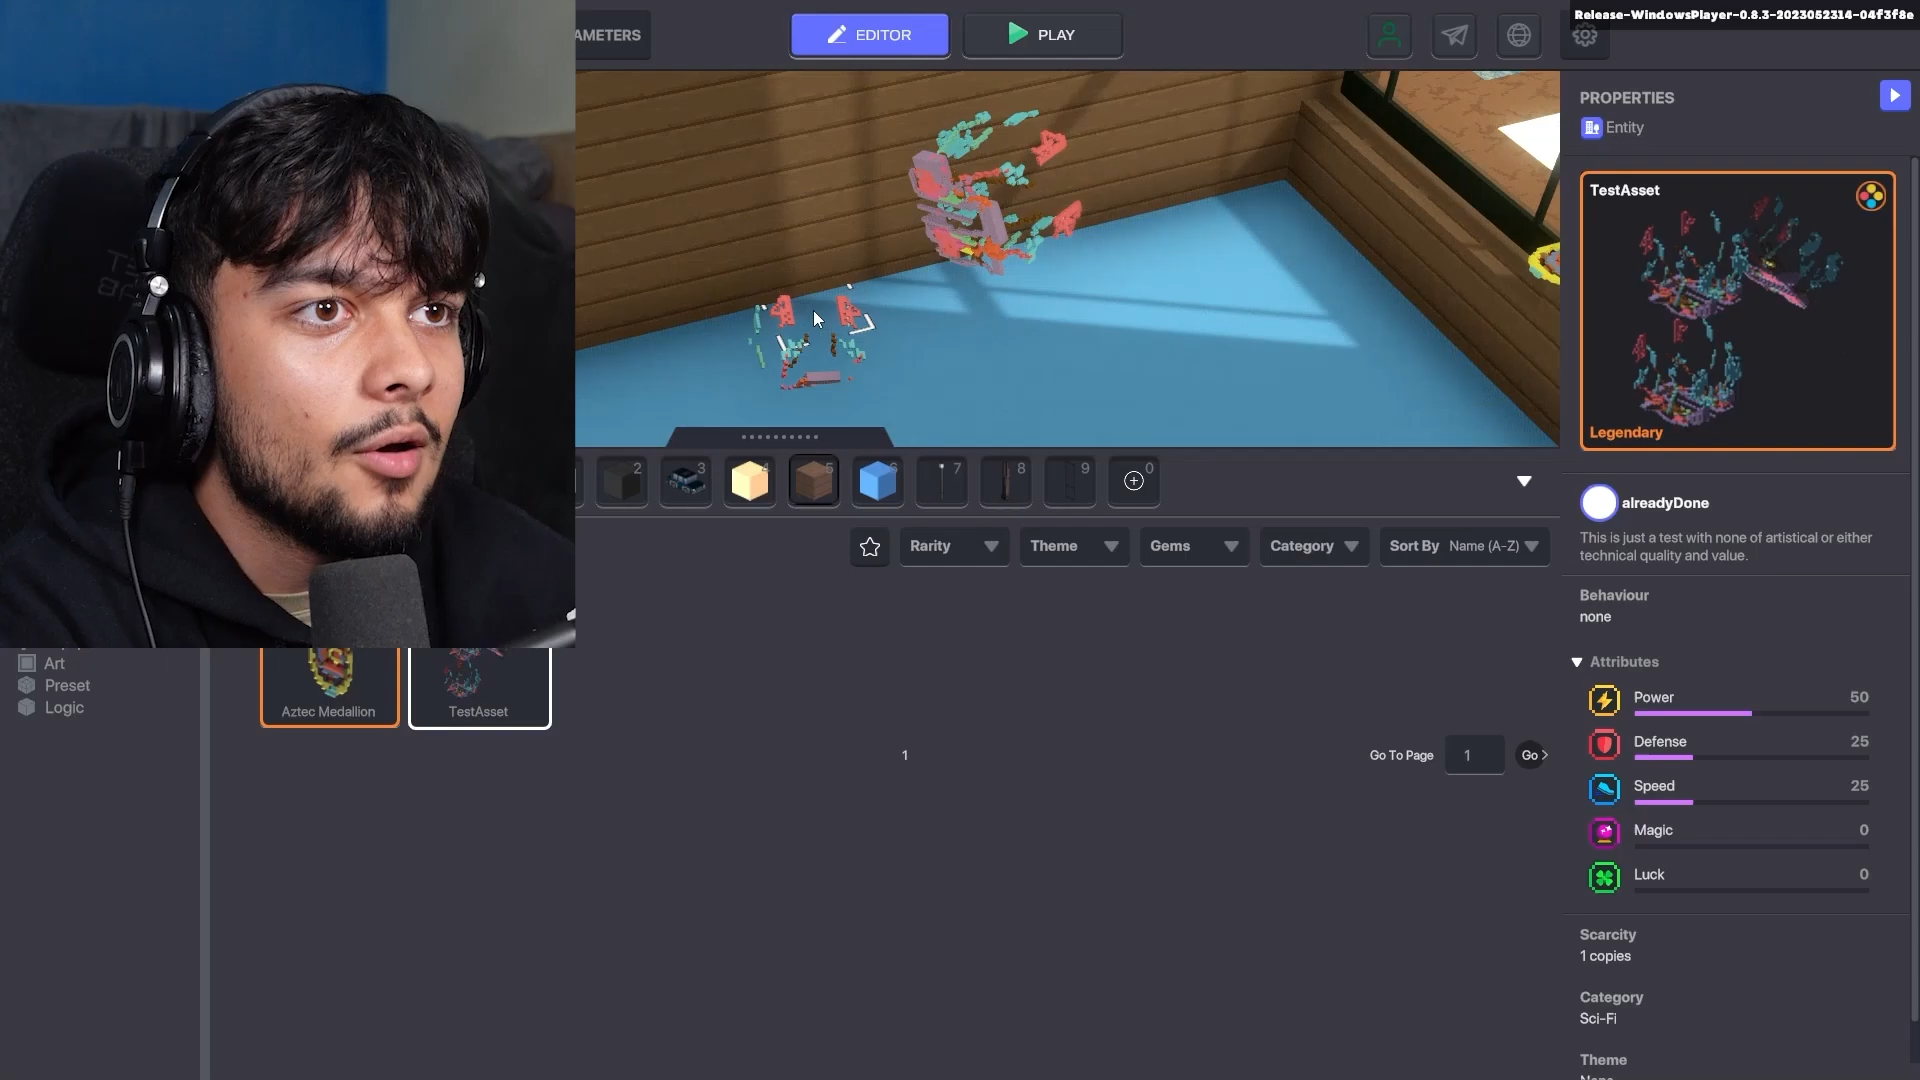 AMETERS
EDITOR
PLAY
Release-WindowsPlayer-0.8.3-2023052314-04f3f8e
PROPERTIES
Entity
TestAsset
Legendary
2
3
4
5
6
7
8
9
0
Rarity
Theme
Gems
Category
Sort By Name (A-Z)
alreadyDone
This is just a test with none of artistical or either
technical quality and value.
Behaviour
none
Attributes
Power 50
Defense 25
Speed 25
Magic 0
Luck 0
Scarcity
1 copies
Category
Sci-Fi
Theme
Art
Preset
Logic
Aztec Medallion
TestAsset
1
Go To Page 1 Go